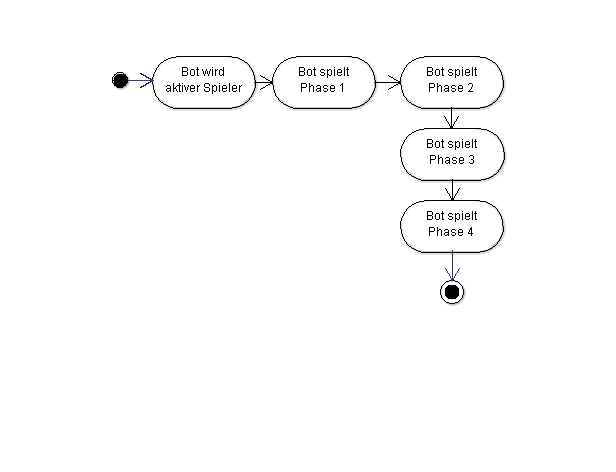 Bot wird
aktiver Spieler
Bot spielt
Phase 1
Bot spielt
Phase 2
Bot spielt
Phase 3
Bot spielt
Phase 4